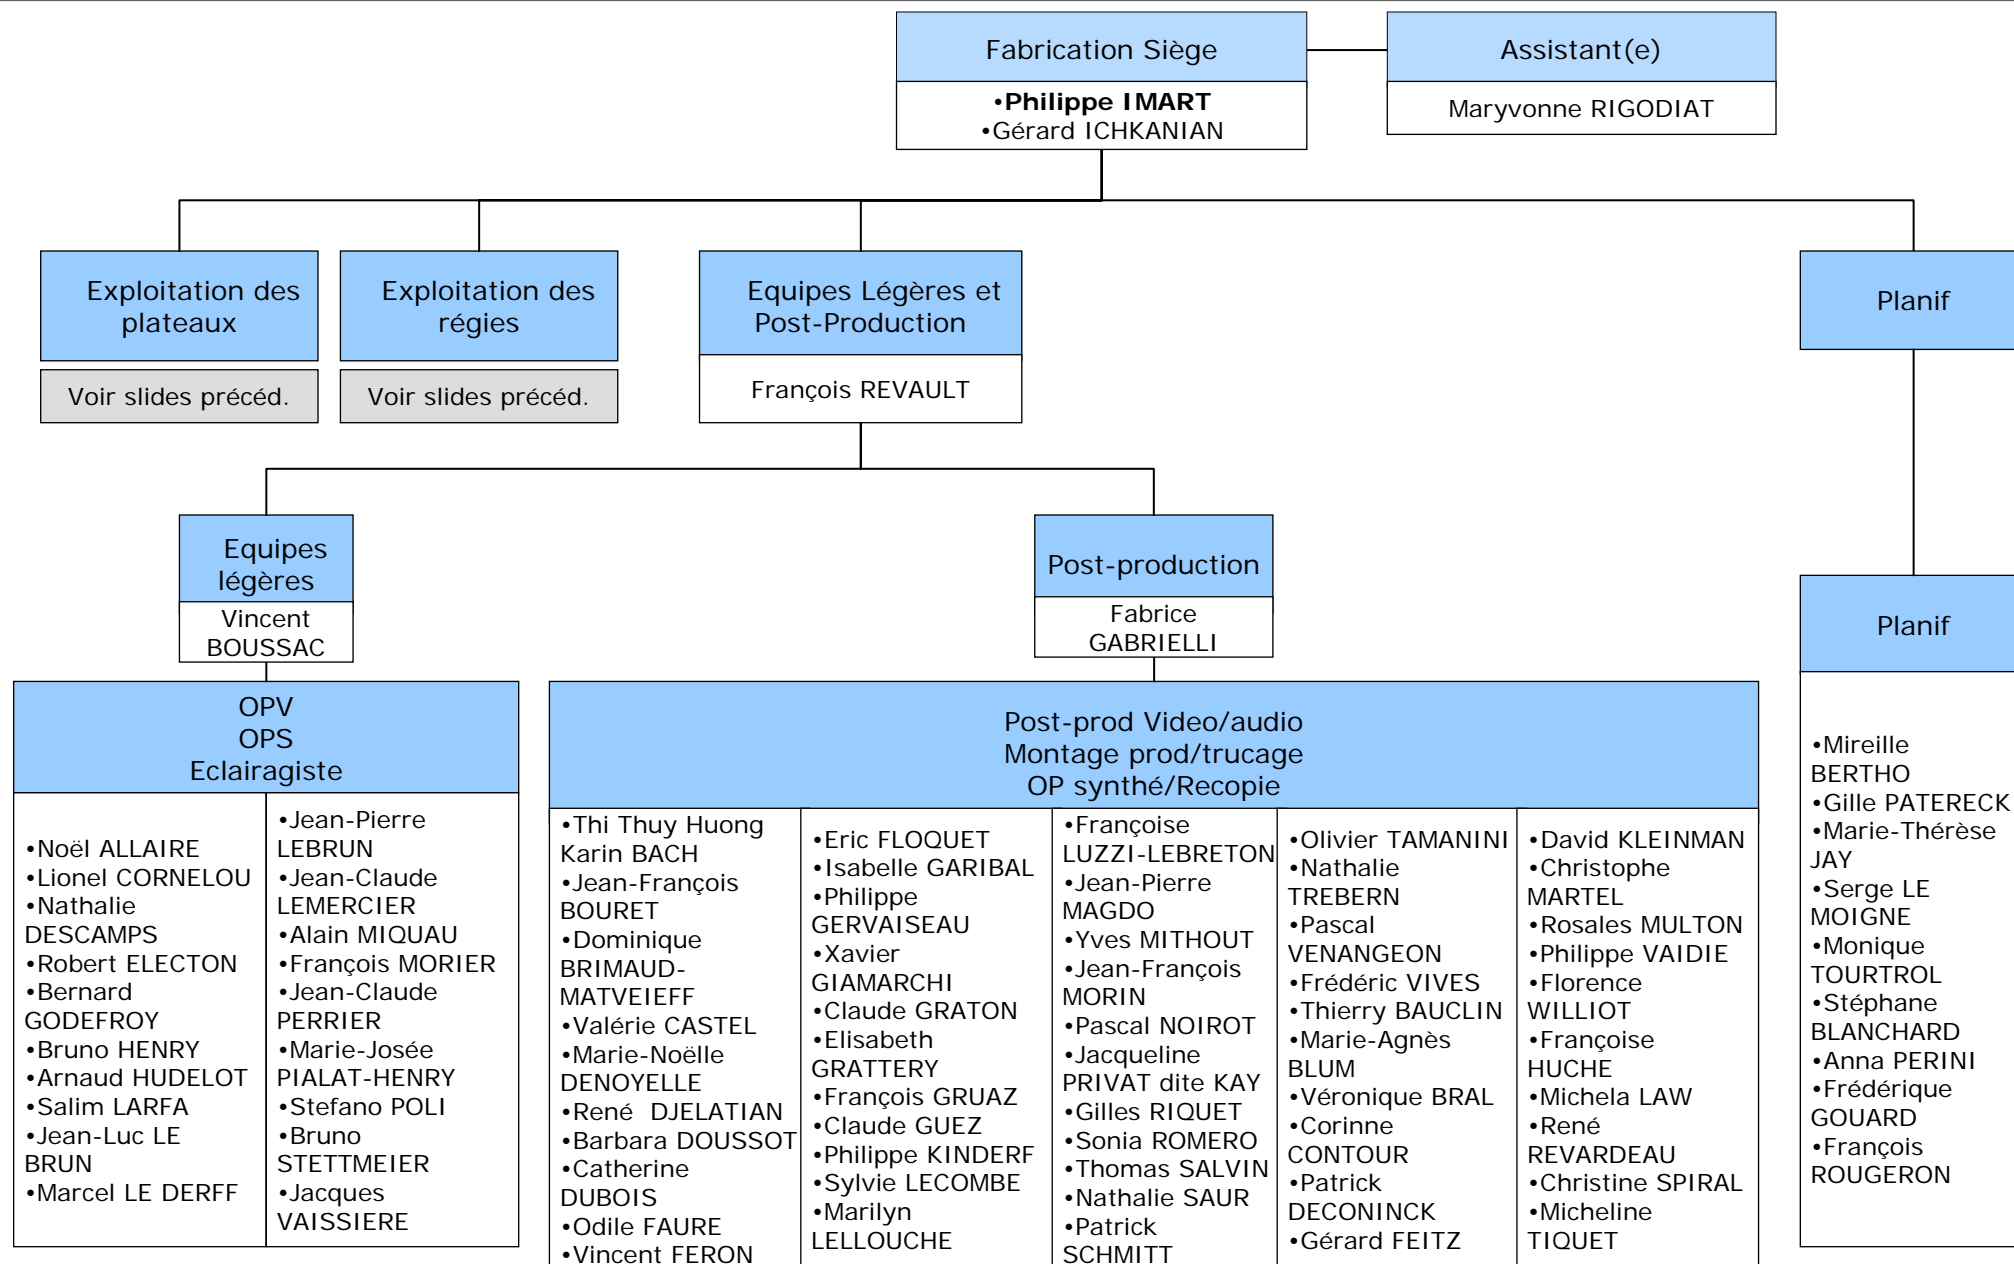 Fabrication Siège
•Philippe IMART
•Gérard ICHKANIAN
Assistant(e)
Maryvonne RIGODIAT
Exploitation des
plateaux
Voir slides précéd.
Exploitation des
régies
Voir slides précéd.
Equipes Légères et
Post-Production
François REVAULT
Planif
Equipes
légères
Vincent
BOUSSAC
Post-production
Fabrice
GABRIELLI
Planif
OPV
OPS
Eclairagiste
•Noël ALLAIRE
•Lionel CORNELOU
•Nathalie
DESCAMPS
•Robert ELECTON
•Bernard
GODEFROY
•Bruno HENRY
•Arnaud HUDELOT
•Salim LARFA
•Jean-Luc LE
BRUN
•Marcel LE DERFF
•Jean-Pierre
LEBRUN
•Jean-Claude
LEMERCIER
•Alain MIQUAU
•François MORIER
•Jean-Claude
PERRIER
•Marie-Josée
PIALAT-HENRY
•Stefano POLI
•Bruno
STETTMEIER
•Jacques
VAISSIERE
Post-prod Video/audio
Montage prod/trucage
OP synthé/Recopie
•Thi Thuy Huong
Karin BACH
•Jean-François
BOURET
•Dominique
BRIMAUD-
MATVEIEFF
•Valérie CASTEL
•Marie-Noëlle
DENOYELLE
•René DJELATIAN
•Barbara DOUSSOT
•Catherine
DUBOIS
•Odile FAURE
•Vincent FERON
•Eric FLOQUET
•Isabelle GARIBAL
•Philippe
GERVAISEAU
•Xavier
GIAMARCHI
•Claude GRATON
•Elisabeth
GRATTERY
•François GRUAZ
•Claude GUEZ
•Philippe KINDERF
•Sylvie LECOMBE
•Marilyn
LELLOUCHE
•Françoise
LUZZI-LEBRETON
•Jean-Pierre
MAGDO
•Yves MITHOUT
•Jean-François
MORIN
•Pascal NOIROT
•Jacqueline
PRIVAT dite KAY
•Gilles RIQUET
•Sonia ROMERO
•Thomas SALVIN
•Nathalie SAUR
•Patrick
SCHMITT
•Olivier TAMANINI
•Nathalie
TREBERN
•Pascal
VENANGEON
•Frédéric VIVES
•Thierry BAUCLIN
•Marie-Agnès
BLUM
•Véronique BRAL
•Corinne
CONTOUR
•Patrick
DECONINCK
•Gérard FEITZ
•David KLEINMAN
•Christophe
MARTEL
•Rosales MULTON
•Philippe VAIDIE
•Florence
WILLIOT
•Françoise
HUCHE
•Michela LAW
•René
REVARDEAU
•Christine SPIRAL
•Micheline
TIQUET
•Mireille
BERTHO
•Gille PATERECK
•Marie-Thérèse
JAY
•Serge LE
MOIGNE
•Monique
TOURTROL
•Stéphane
BLANCHARD
•Anna PERINI
•Frédérique
GOUARD
•François
ROUGERON